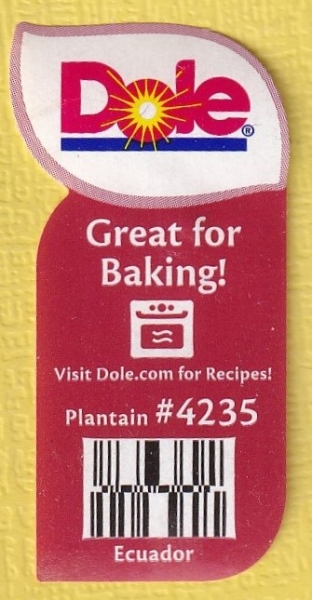 Dole®
Great for
Baking!
Visit Dole.com for Recipes!
Plantain #4235
Ecuador